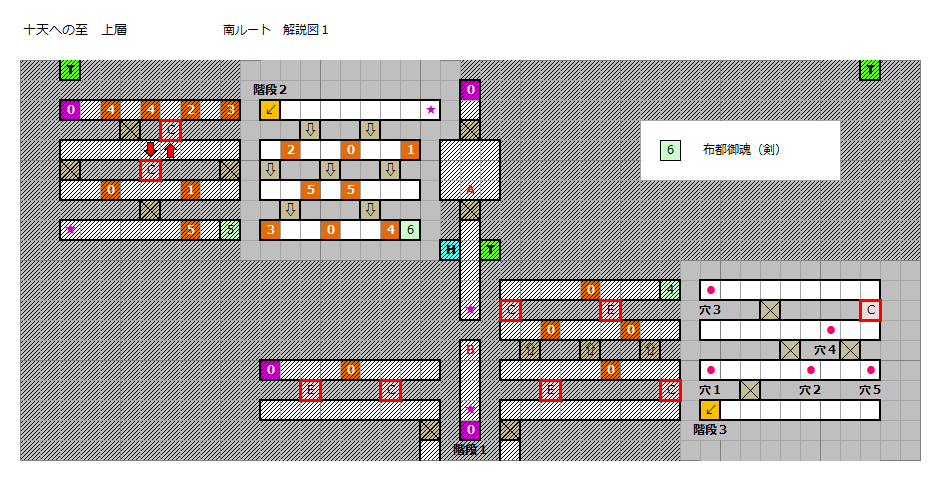 十天への至　上層　南ルート　解説図１
T T
階段２ 0
0 4 4 2 3 ↙ ★
C ⇩ ⇩
2 0 1 6 布都御魂（剣）
C ⇩ ⇩ ⇩
0 1 5 5 A
⇩ ⇩
★ 5 5 3 0 4 6
H T
0 4 ●
★ C E 穴３ C
0 0 ●
B ⇧ ⇧ ⇧ 穴４
0 0 0 ● ● ●
E C E C 穴１ 穴２ 穴５
★ ↙
0 階段３
階段１